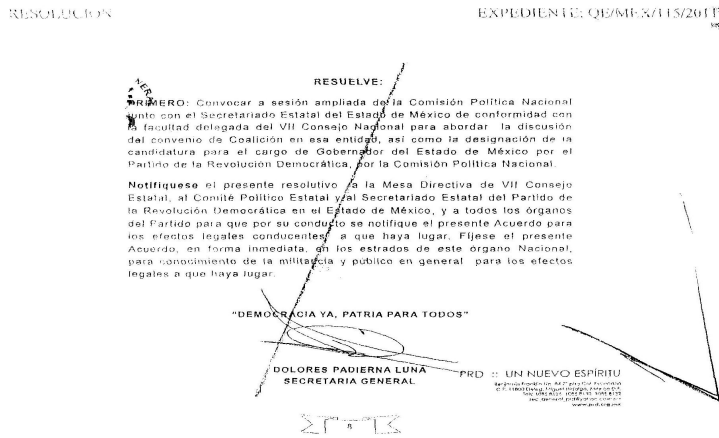 RESOLUCIÓN
EXPEDIENTE: QE/MEX/115/2011
RESUELVE:
PRIMERO: Convocar a sesión ampliada de la Comisión Política Nacional
junto con el Secretariado Estatal del Estado de México de conformidad con
la facultad delegada del VII Consejo Nacional para abordar la discusión
del convenio de Coalición en esa entidad, así como la designación de la
candidatura para el cargo de Gobernador del Estado de México por el
Partido de la Revolución Democrática, por la Comisión Política Nacional.
Notifíquese el presente resolutivo a la Mesa Directiva de VII Consejo
Estatal, al Comité Político Estatal y al Secretariado Estatal del Partido de
la Revolución Democrática en el Estado de México, y a todos los órganos
del Partido para que por su conducto se notifique el presente Acuerdo para
los efectos legales conducentes a que haya lugar. Fíjese el presente
Acuerdo, en forma inmediata, en los estrados de este órgano Nacional,
para conocimiento de la militancia y público en general para los efectos
legales a que haya lugar.
"DEMOCRACIA YA, PATRIA PARA TODOS"
DOLORES PADIERNA LUNA
SECRETARIA GENERAL
PRD :: UN NUEVO ESPÍRITU
www.prd.org.mx
8